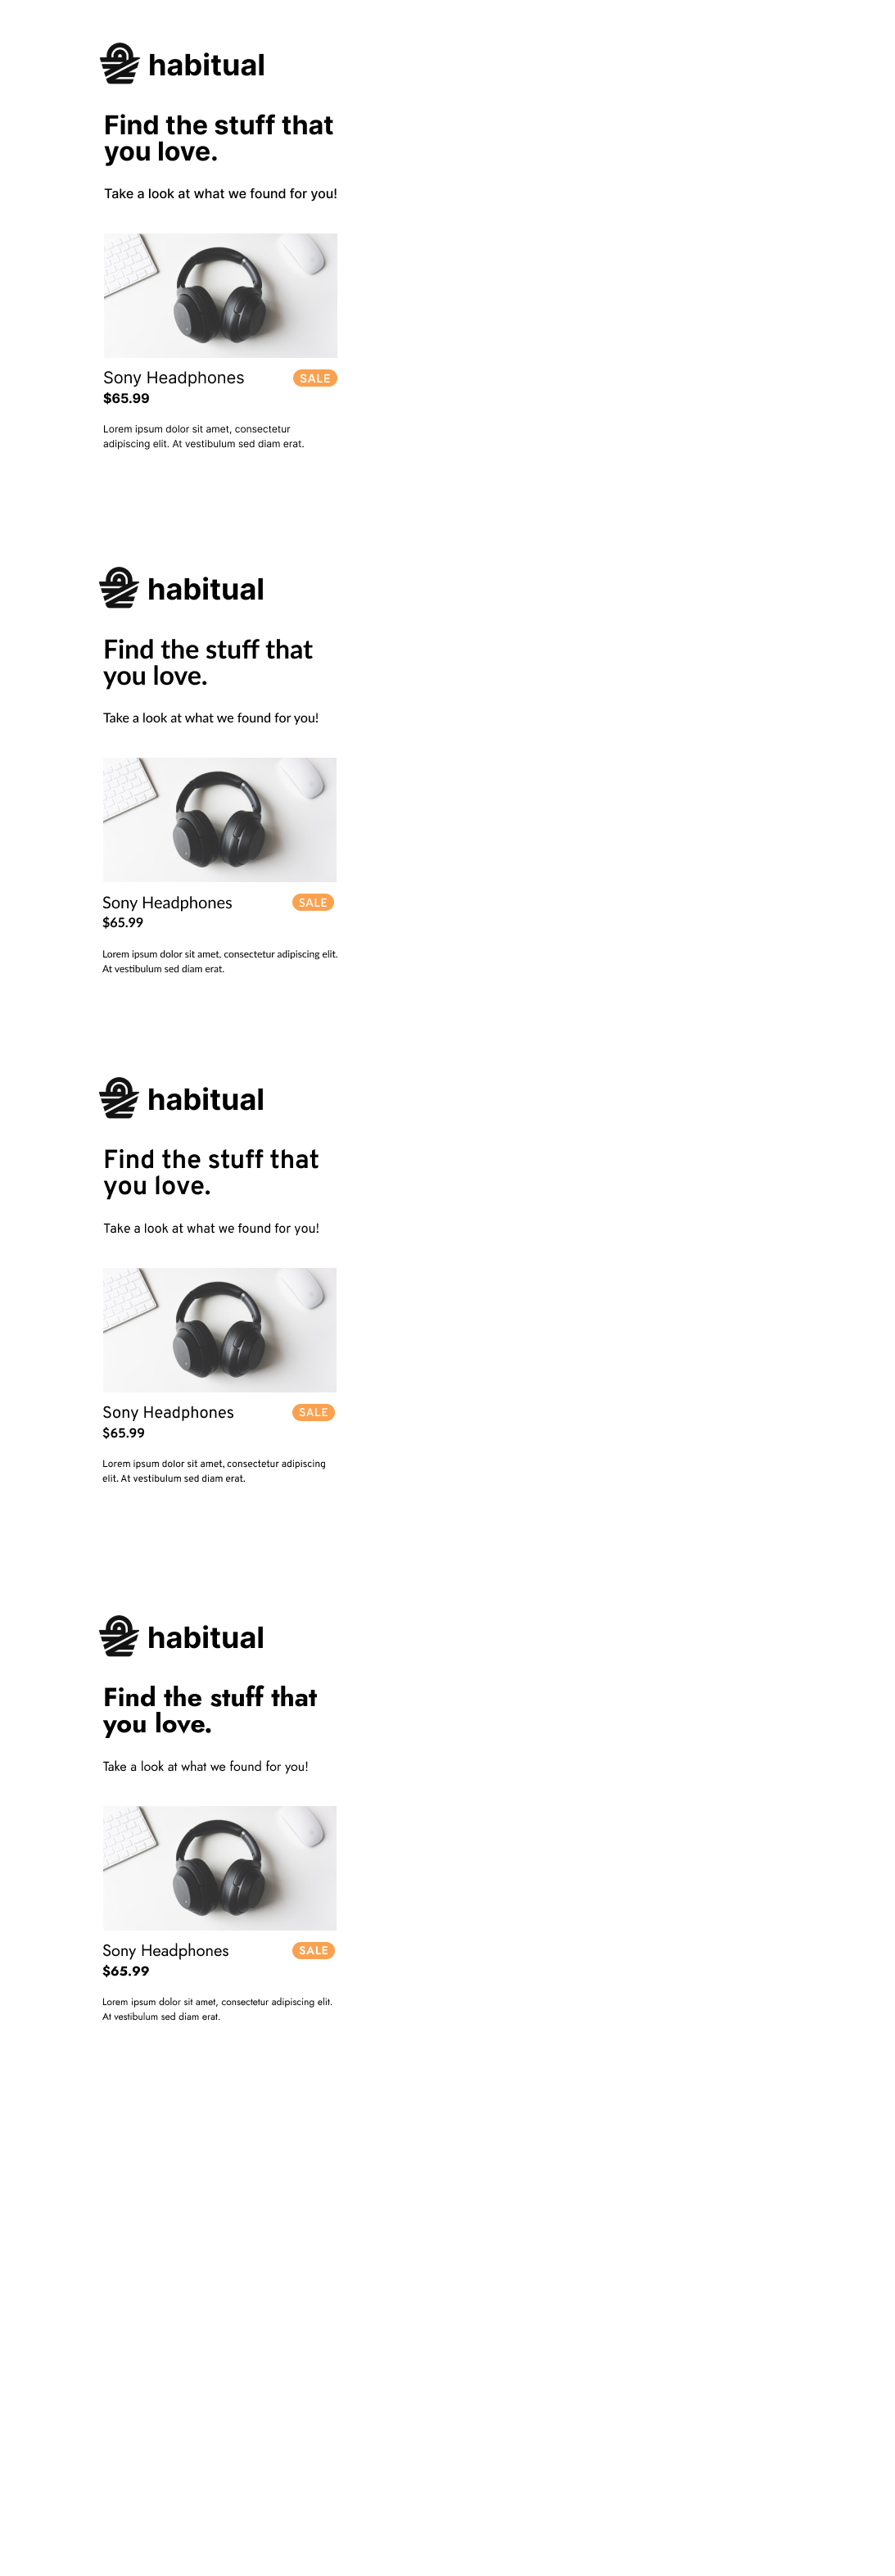 habitual
Find the stuff that
you love.
Take a look at what we found for you!
Sony Headphones
SALE
$65.99
Lorem ipsum dolor sit amet, consectetur
adipiscing elit. At vestibulum sed diam erat.
habitual
Find the stuff that
you love.
Take a look at what we found for you!
Sony Headphones
SALE
$65.99
Lorem ipsum dolor sit amet, consectetur adipiscing elit.
At vestibulum sed diam erat.
habitual
Find the stuff that
you love.
Take a look at what we found for you!
Sony Headphones
SALE
$65.99
Lorem ipsum dolor sit amet, consectetur adipiscing
elit. At vestibulum sed diam erat.
habitual
Find the stuff that
you love.
Take a look at what we found for you!
Sony Headphones
SALE
$65.99
Lorem ipsum dolor sit amet, consectetur adipiscing elit.
At vestibulum sed diam erat.